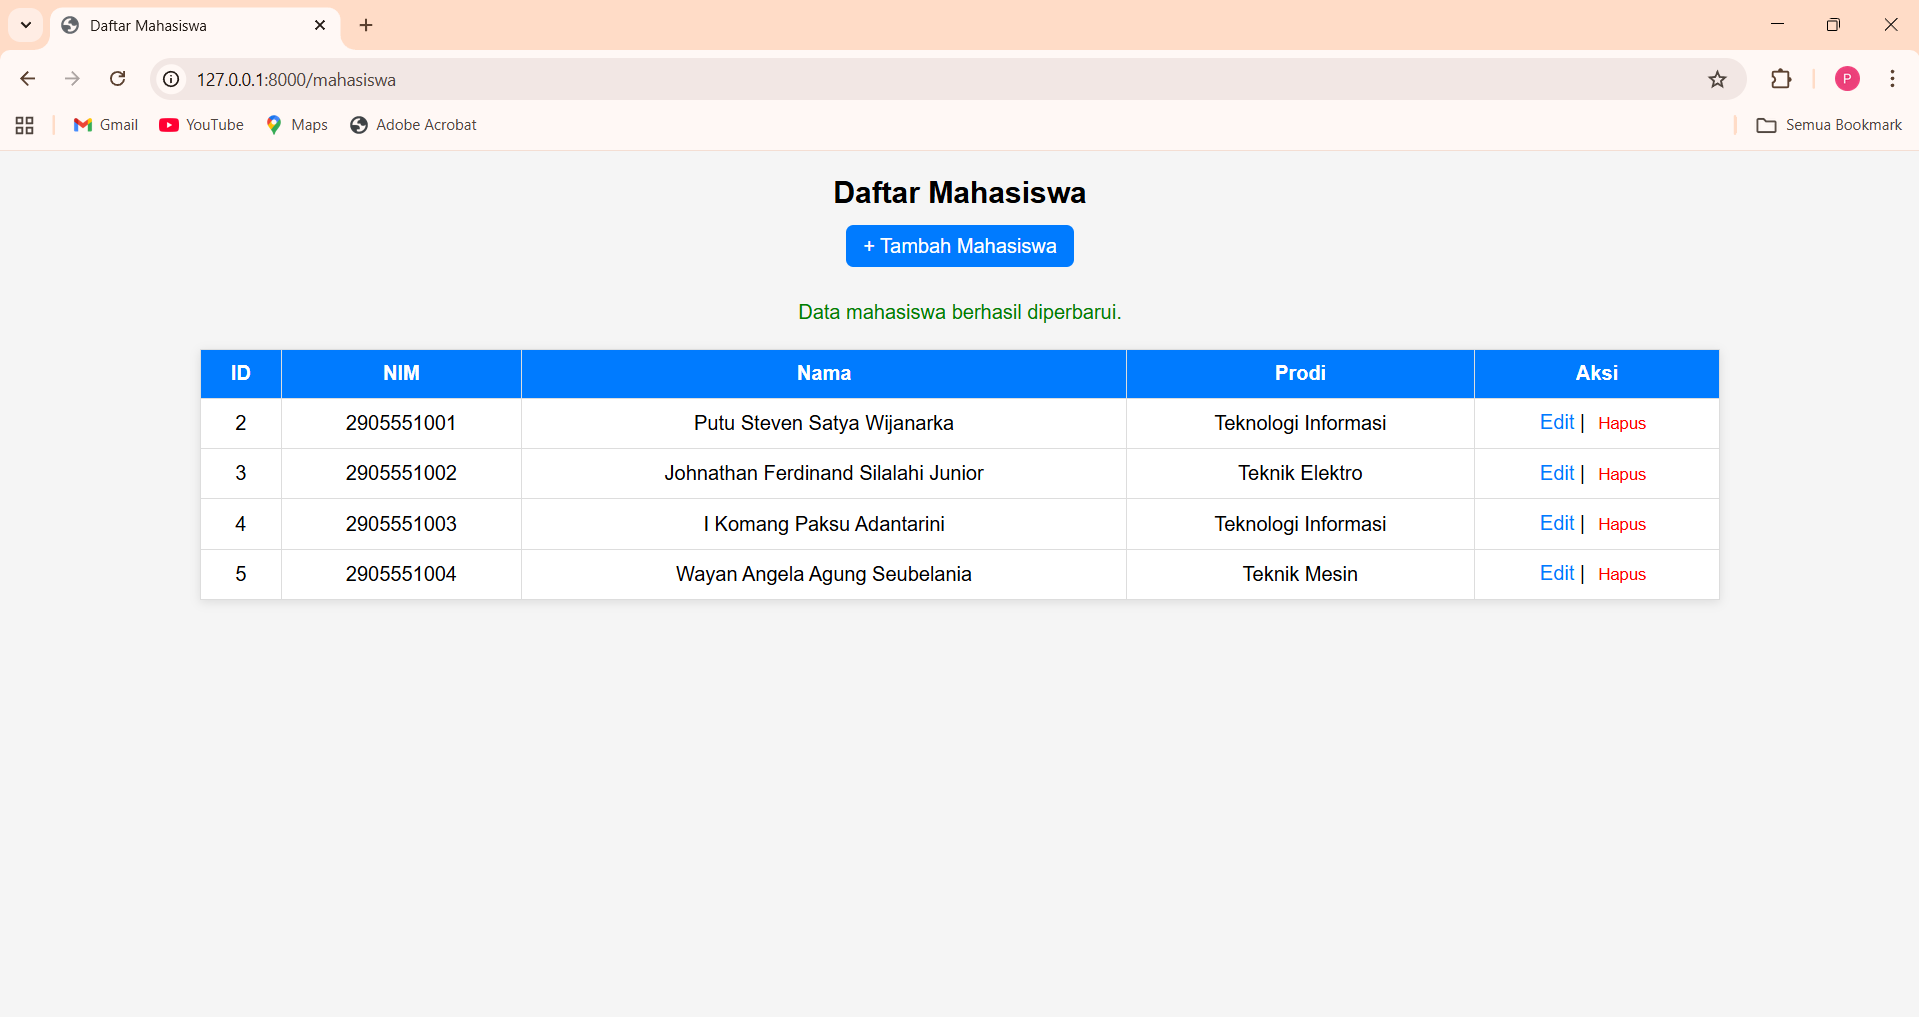 Daftar Mahasiswa
127.0.0.1:8000/mahasiswa
P
Gmail YouTube Maps Adobe Acrobat Semua Bookmark
Daftar Mahasiswa
+ Tambah Mahasiswa
Data mahasiswa berhasil diperbarui.
ID NIM Nama Prodi Aksi
2 2905551001 Putu Steven Satya Wijanarka Teknologi Informasi Edit | Hapus
3 2905551002 Johnathan Ferdinand Silalahi Junior Teknik Elektro Edit | Hapus
4 2905551003 I Komang Paksu Adantarini Teknologi Informasi Edit | Hapus
5 2905551004 Wayan Angela Agung Seubelania Teknik Mesin Edit | Hapus